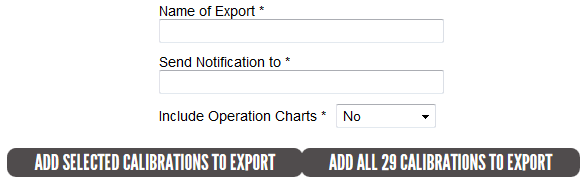 Name of Export *
Send Notification to *
Include Operation Charts * No
ADD SELECTED CALIBRATIONS TO EXPORT ADD ALL 29 CALIBRATIONS TO EXPORT